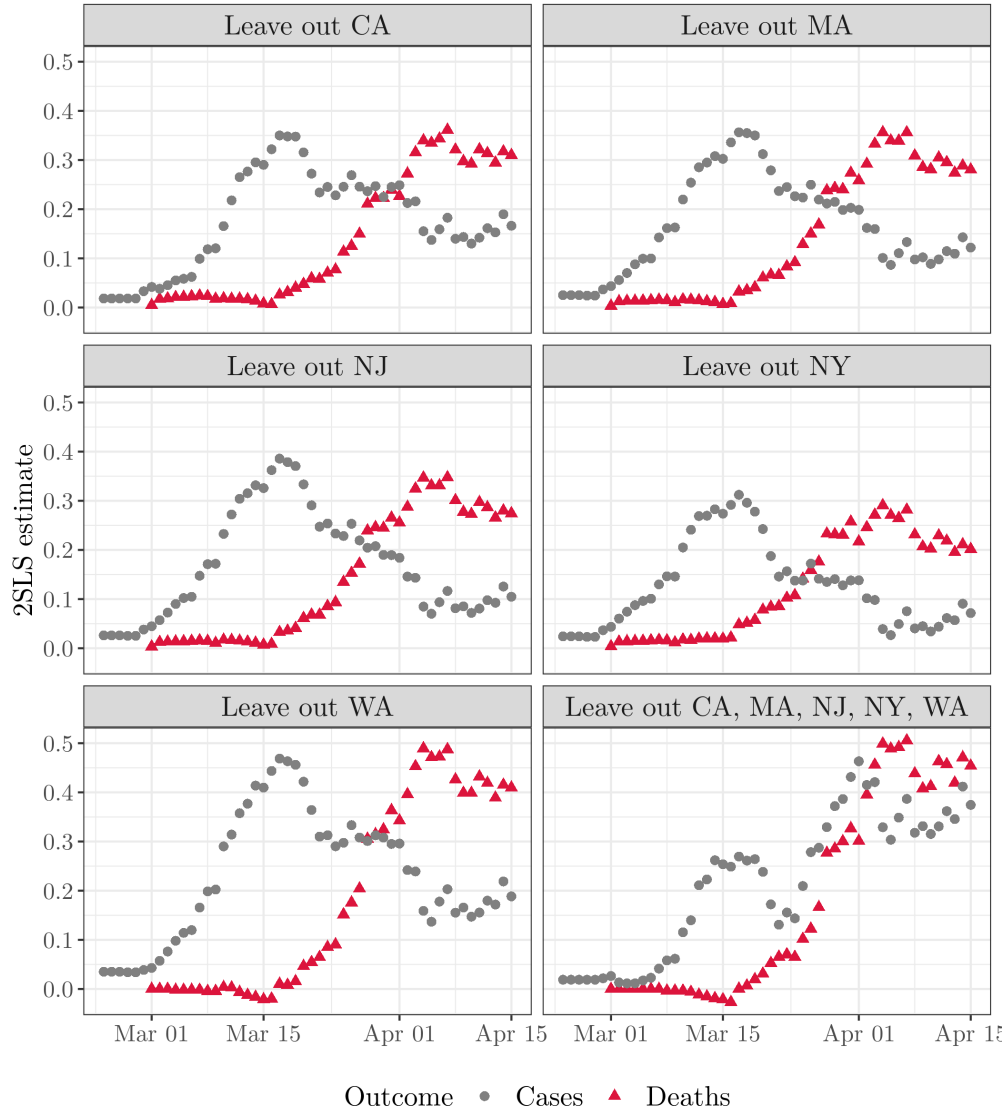 Leave out CA
Leave out MA
0.5
0.4
0.3
0.2
0.1
0.0
Leave out NJ
Leave out NY
0.5
0.4
0.3
0.2
0.1
0.0
2SLS estimate
Leave out WA
Leave out CA, MA, NJ, NY, WA
0.5
0.4
0.3
0.2
0.1
0.0
Mar 01 Mar 15 Apr 01 Apr 15
Mar 01 Mar 15 Apr 01 Apr 15
Outcome Cases Deaths